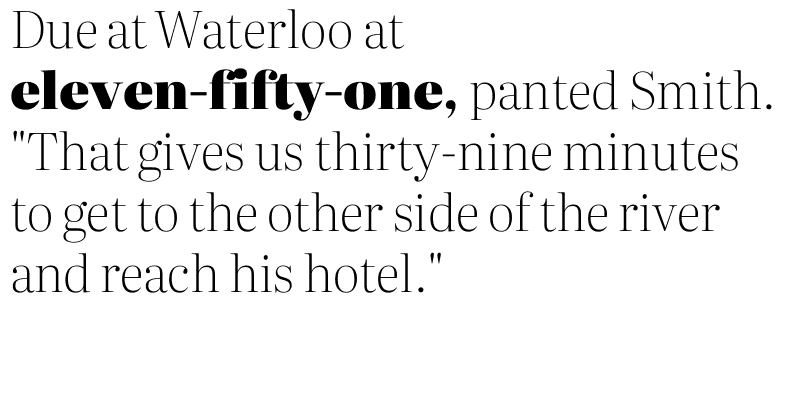 Due at Waterloo at
eleven-fifty-one, panted Smith.
"That gives us thirty-nine minutes
to get to the other side of the river
and reach his hotel."